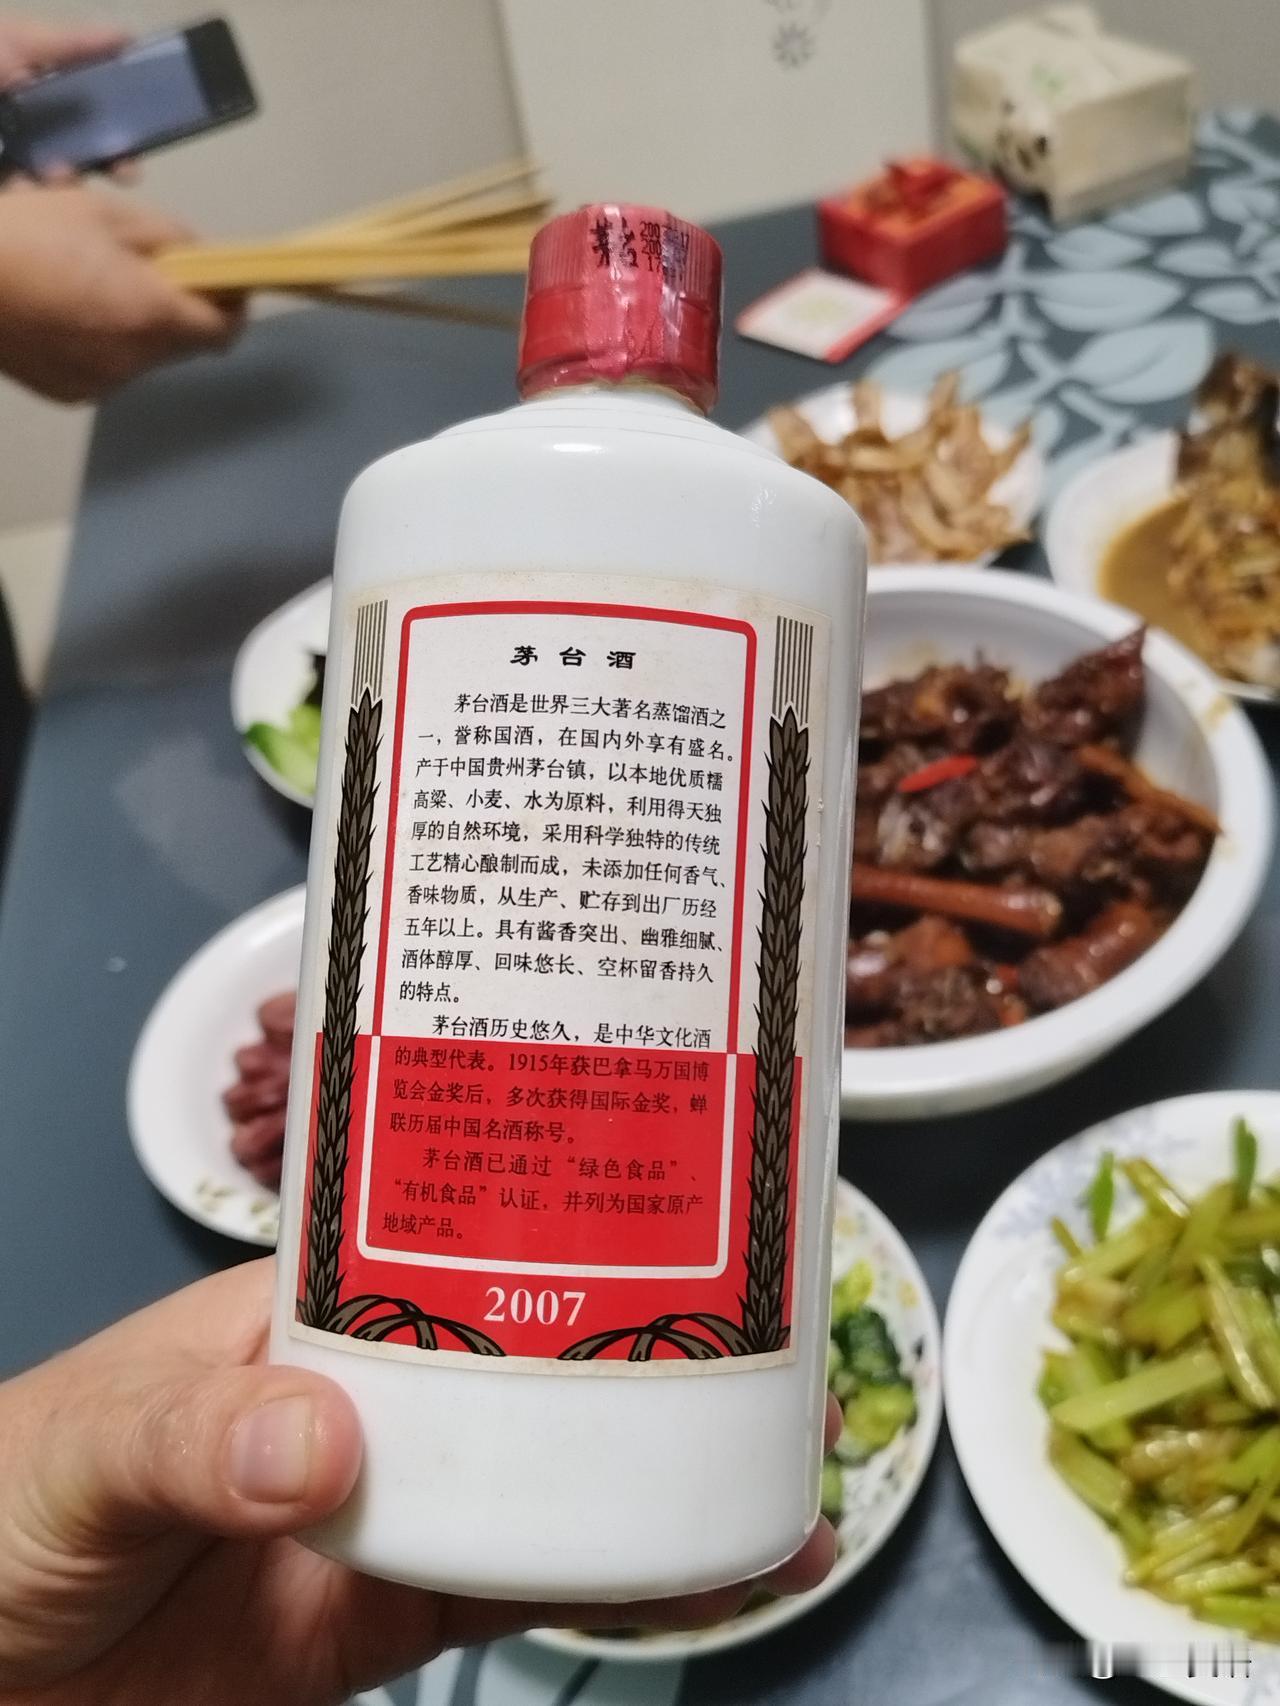 茅台酒
茅台酒是世界三大著名蒸馏酒之
一，誉称国酒，在国内外享有盛名。
产于中国贵州茅台镇，以本地优质糯
高粱、小麦、水为原料，利用得天独
厚的自然环境，采用科学独特的传统
工艺精心酿制而成，未添加任何香气、
香味物质，从生产、贮存到出厂历经
五年以上。具有酱香突出、幽雅细腻、
酒体醇厚、回味悠长、空杯留香持久
的特点。
茅台酒历史悠久，是中华文化酒
的典型代表。1915年获巴拿马万国博
览会金奖后，多次获得国际金奖，蝉
联历届中国名酒称号。
茅台酒已通过“绿色食品”、
“有机食品”认证，并列为国家原产
地域产品。
2007